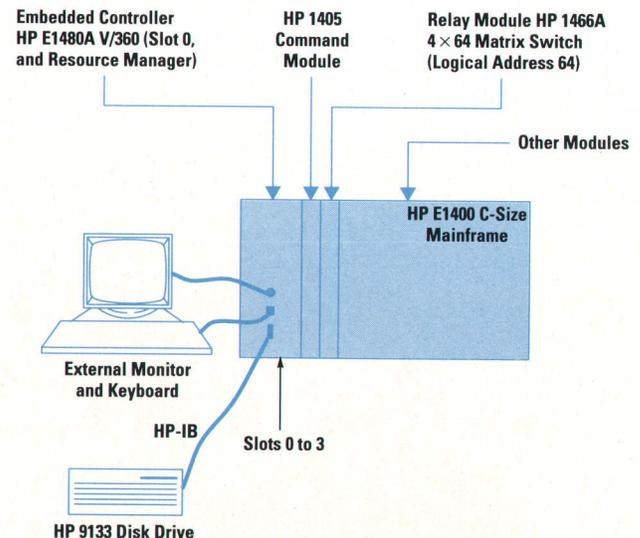 Embedded Controller
HP E1480A V/360 (Slot 0,
and Resource Manager)
HP 1405
Command
Module
Relay Module HP 1466A
4 × 64 Matrix Switch
(Logical Address 64)
Other Modules
HP E1400 C-Size
Mainframe
External Monitor
and Keyboard
HP-IB
Slots 0 to 3
HP 9133 Disk Drive